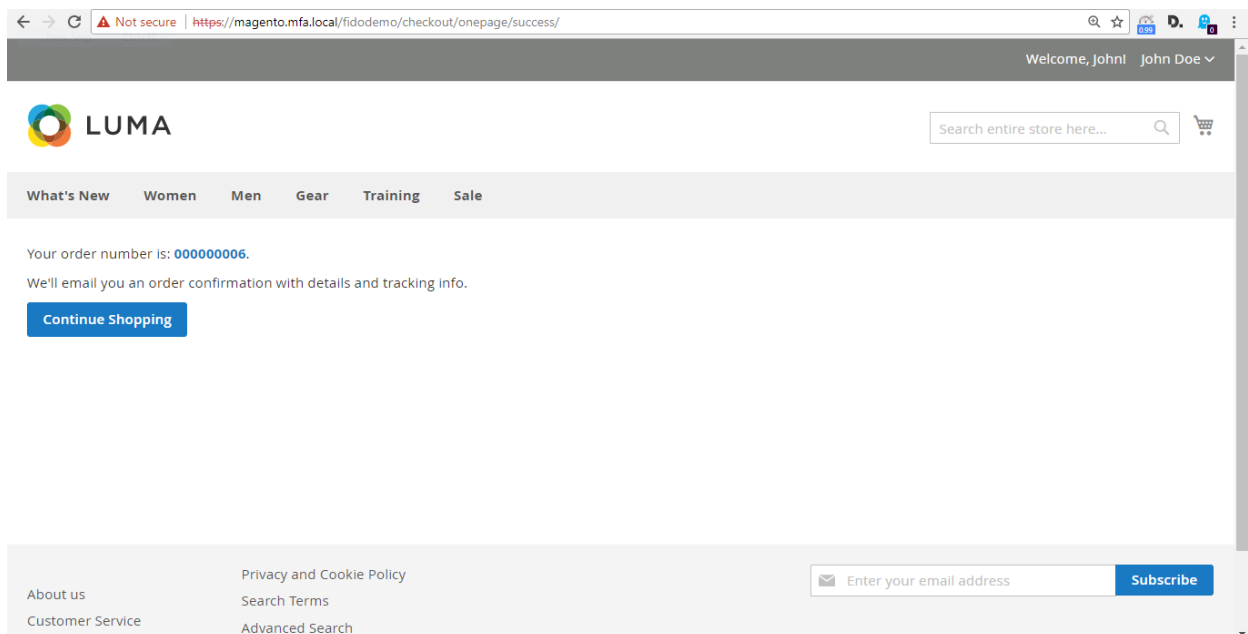 Not secure | https://magento.mfa.local/fidodemo/checkout/onepage/success/
0.99 D. 0
Welcome, John! John Doe
LUMA
Search entire store here...
What's New Women Men Gear Training Sale
Your order number is: 000000006.
We'll email you an order confirmation with details and tracking info.
Continue Shopping
About us
Customer Service
Privacy and Cookie Policy
Search Terms
Advanced Search
Enter your email address Subscribe